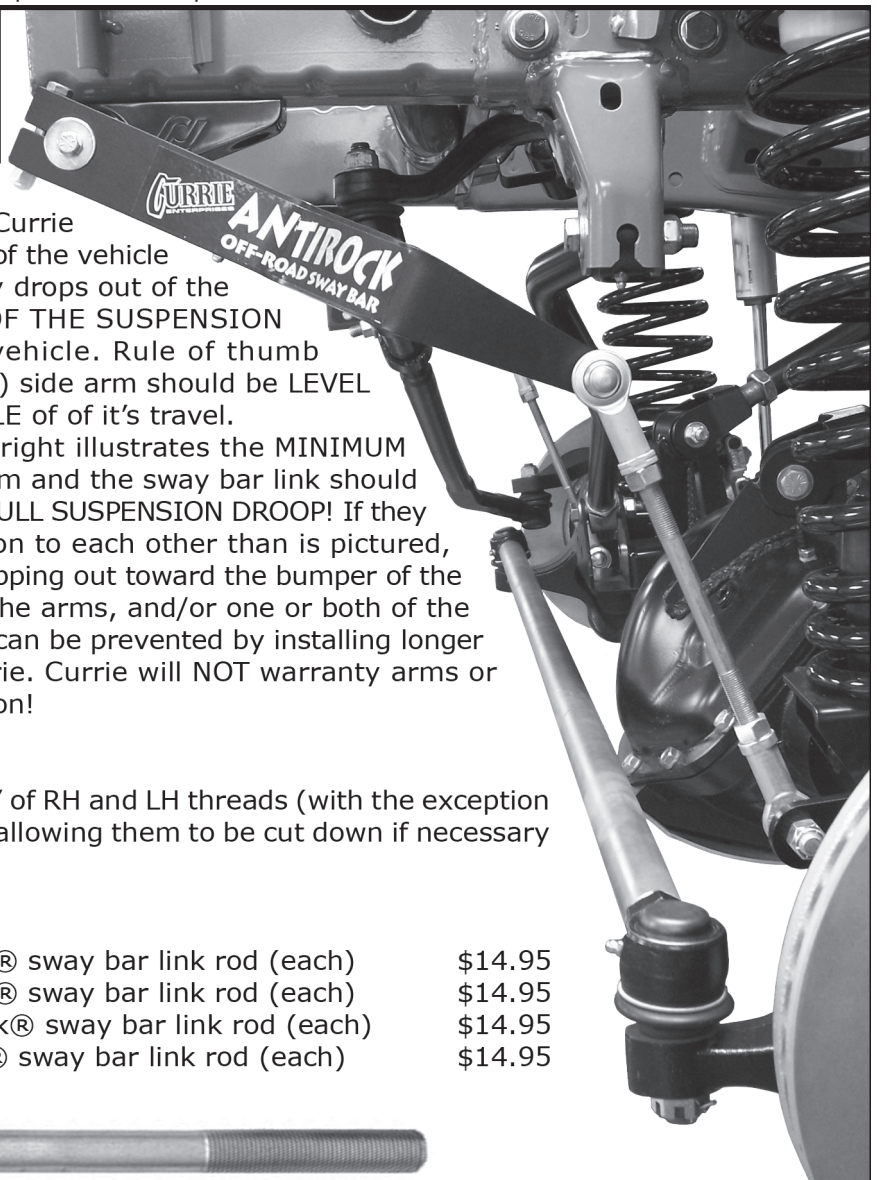 CURRIE
ENTERPRISES
ANTIROCK
OFF-ROAD SWAY BAR
Currie
of the vehicle
drops out of the
OF THE SUSPENSION
vehicle. Rule of thumb
) side arm should be LEVEL
of of it's travel.
right illustrates the MINIMUM
and the sway bar link should
SUSPENSION DROOP! If they
to each other than is pictured,
out toward the bumper of the
the arms, and/or one or both of the
can be prevented by installing longer
Currie will NOT warranty arms or
on!
of RH and LH threads (with the exception
allowing them to be cut down if necessary
® sway bar link rod (each) $14.95
® sway bar link rod (each) $14.95
k® sway bar link rod (each) $14.95
® sway bar link rod (each) $14.95